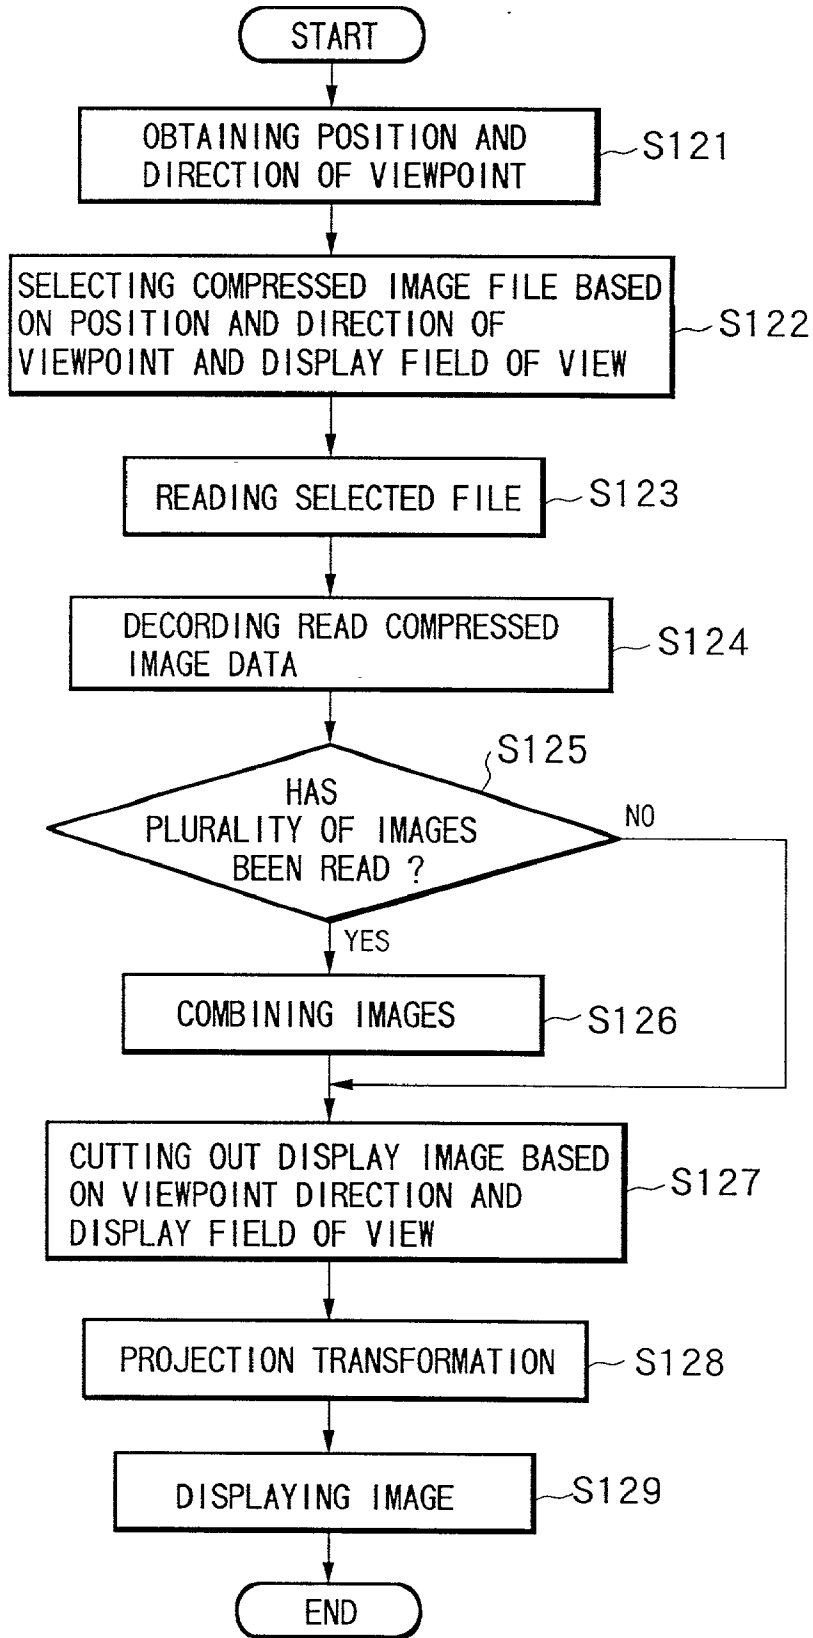 START
OBTAINING POSITION AND
DIRECTION OF VIEWPOINT
S121
SELECTING COMPRESSED IMAGE FILE BASED
ON POSITION AND DIRECTION OF
VIEWPOINT AND DISPLAY FIELD OF VIEW
S122
READING SELECTED FILE
S123
DECORDING READ COMPRESSED
IMAGE DATA
S124
S125
HAS
PLURALITY OF IMAGES
BEEN READ ?
NO
YES
COMBINING IMAGES
S126
CUTTING OUT DISPLAY IMAGE BASED
ON VIEWPOINT DIRECTION AND
DISPLAY FIELD OF VIEW
S127
PROJECTION TRANSFORMATION
S128
DISPLAYING IMAGE
S129
END